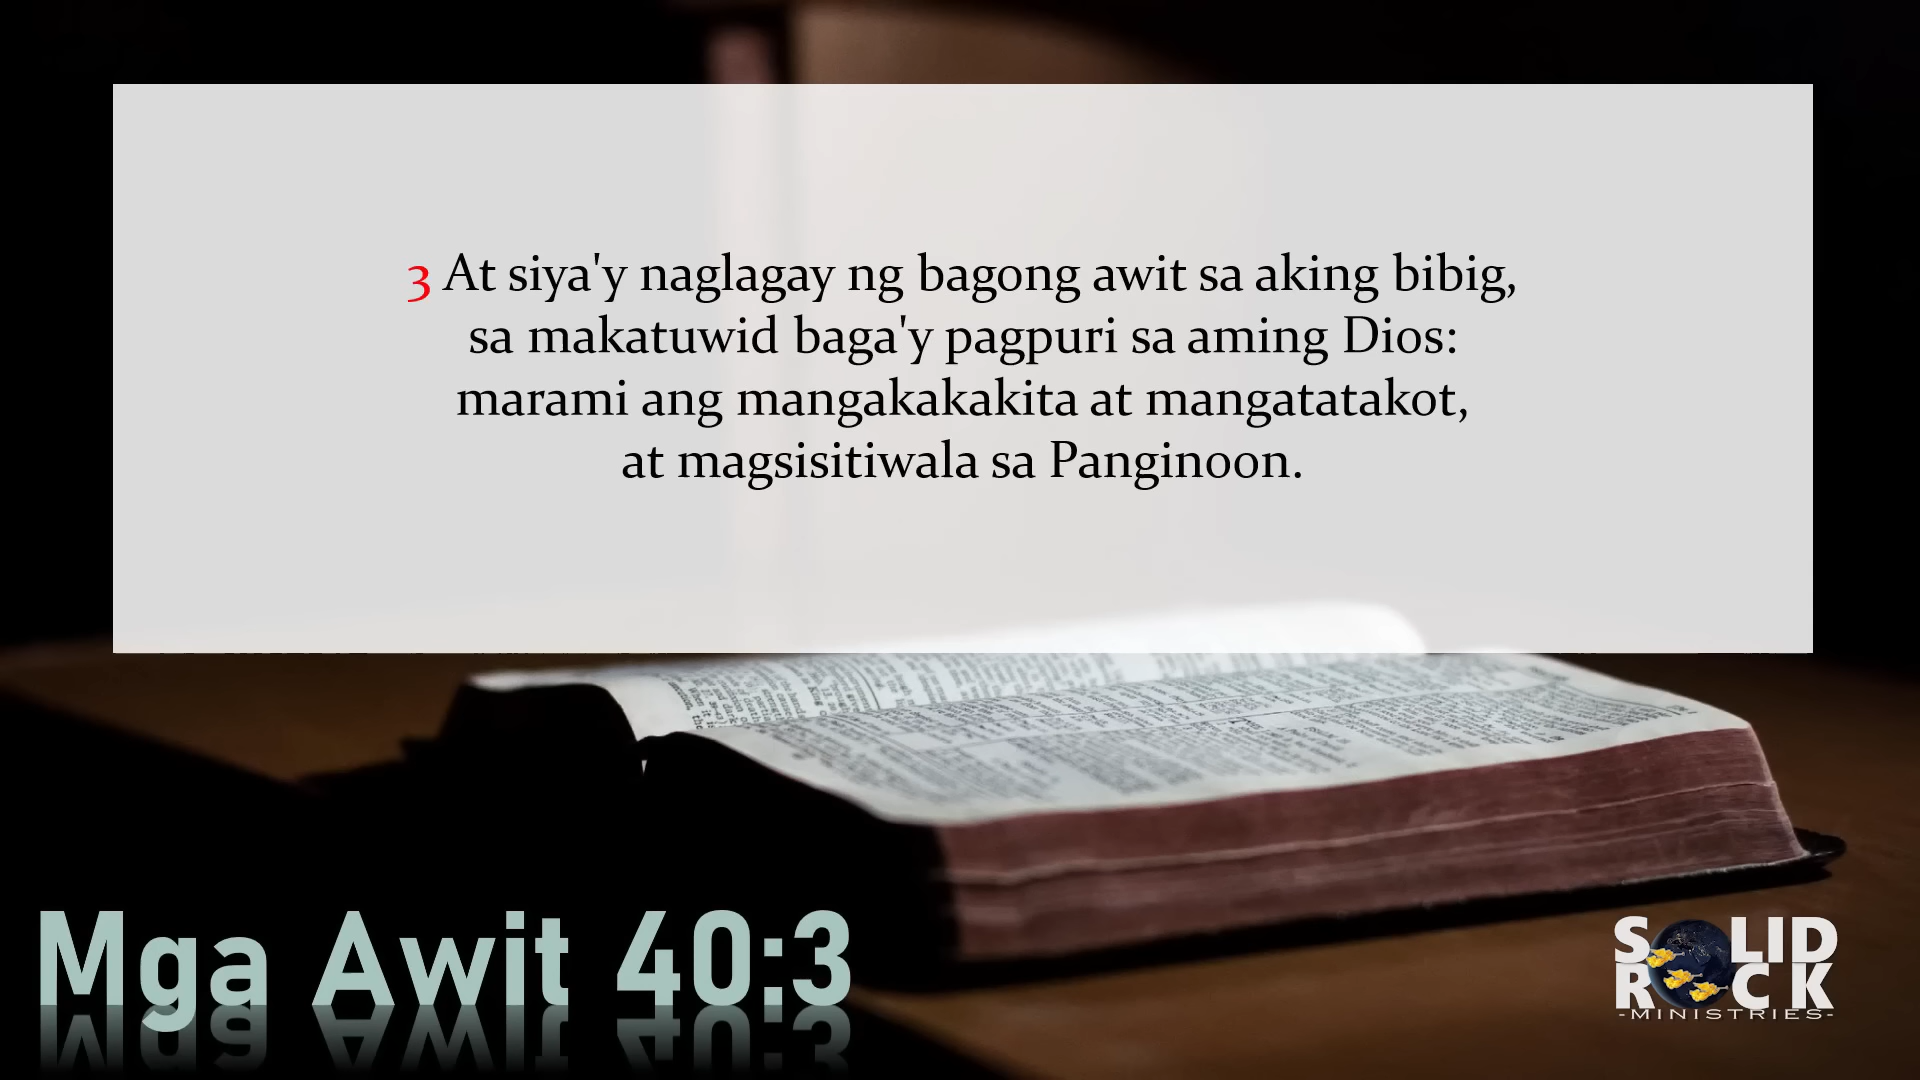 3 At siya'y naglagay ng bagong awit sa aking bibig,
sa makatuwid baga'y pagpuri sa aming Dios:
marami ang mangakakakita at mangatatakot,
at magsisitiwala sa Panginoon.
Mga Awit 40:3
SOLID
ROCK
-MINISTRIES-